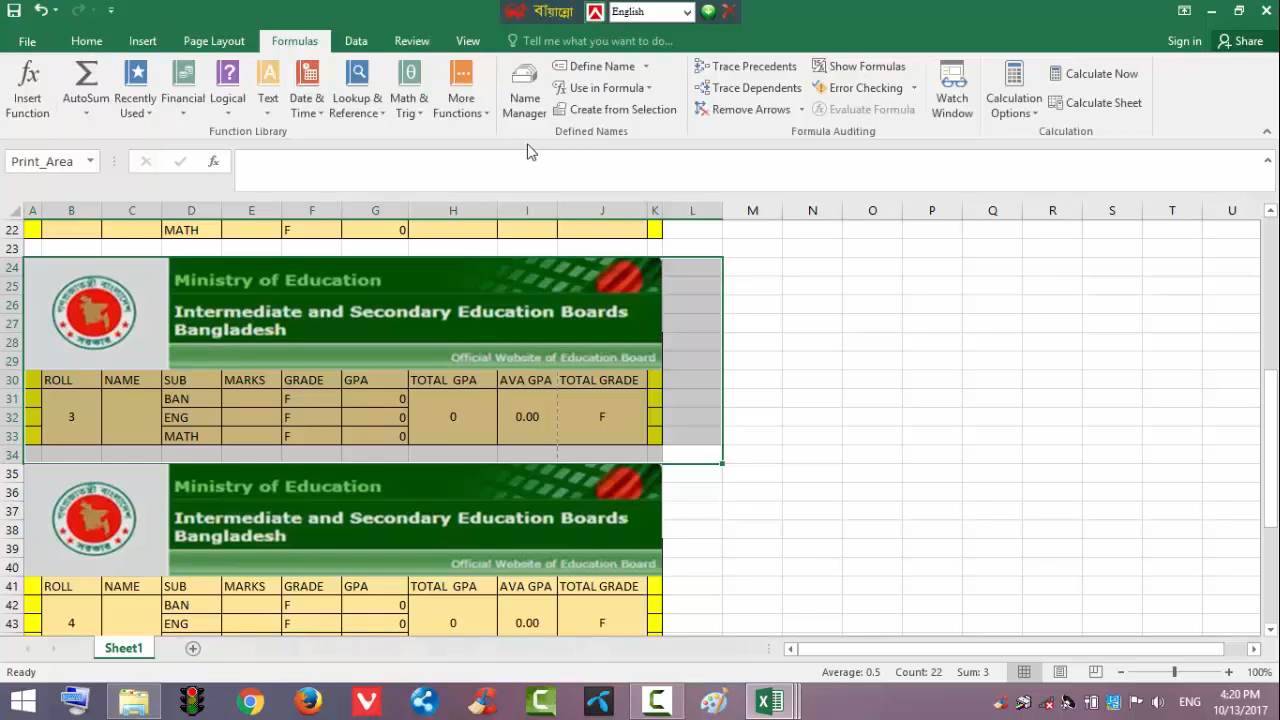 বাঁয়ান্নো English
File Home Insert Page Layout Formulas Data Review View Tell me what you want to do... Sign in Share
Insert Function AutoSum Recently Used Financial Logical Text Date & Time Lookup & Reference Math & Trig More Functions
Function Library
Name Manager Define Name Use in Formula Create from Selection
Defined Names
Trace Precedents Show Formulas
Trace Dependents Error Checking
Remove Arrows Evaluate Formula
Watch Window
Formula Auditing
Calculation Options Calculate Now Calculate Sheet
Calculation
Print_Area fx
A B C D E F G H I J K L M N O P Q R S T U
22 MATH F 0
23
24
25 Ministry of Education
26
27 Intermediate and Secondary Education Boards
Bangladesh
28
29 Official Website of Education Board
30 ROLL NAME SUB MARKS GRADE GPA TOTAL GPA AVA GPA TOTAL GRADE
31 BAN F 0
32 3 ENG F 0 0 0.00 F
33 MATH F 0
34
35
36 Ministry of Education
37
38 Intermediate and Secondary Education Boards
Bangladesh
39
40 Official Website of Education Board
41 ROLL NAME SUB MARKS GRADE GPA TOTAL GPA AVA GPA TOTAL GRADE
42 BAN F 0
43 4 ENG F 0 0 0.00 F
Sheet1
Ready Average: 0.5 Count: 22 Sum: 3 100%
ENG 4:20 PM
10/13/2017